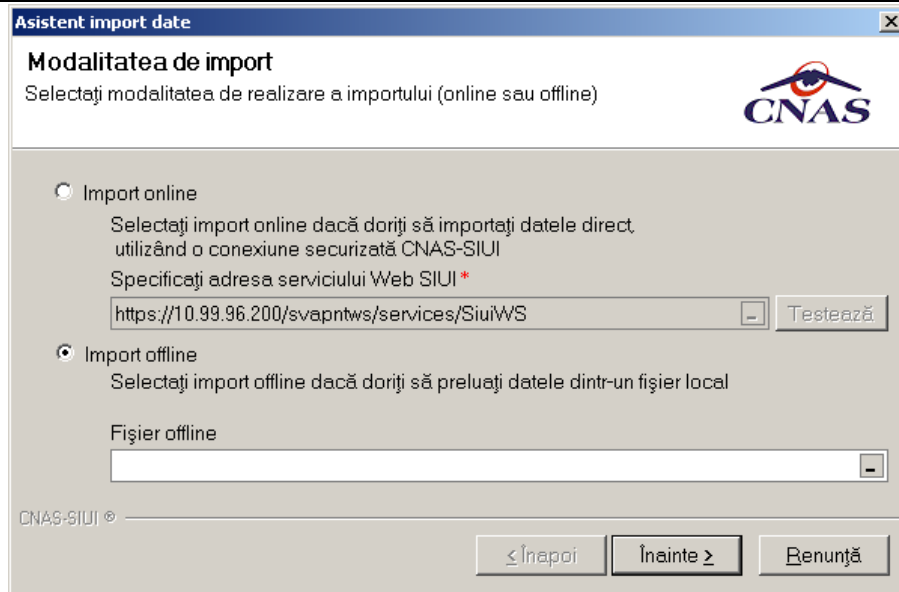 Asistent import date
Modalitatea de import
Selectaţi modalitatea de realizare a importului (online sau offline)
CNAS
Import online
Selectaţi import online dacă doriţi să importaţi datele direct,
utilizând o conexiune securizată CNAS-SIUI
Specificaţi adresa serviciului Web SIUI *
https://10.99.96.200/svapntws/services/SiuiWS
Testează
Import offline
Selectaţi import offline dacă doriţi să preluaţi datele dintr-un fişier local
Fişier offline
CNAS-SIUI ®
< Înapoi
Înainte >
Renunţă